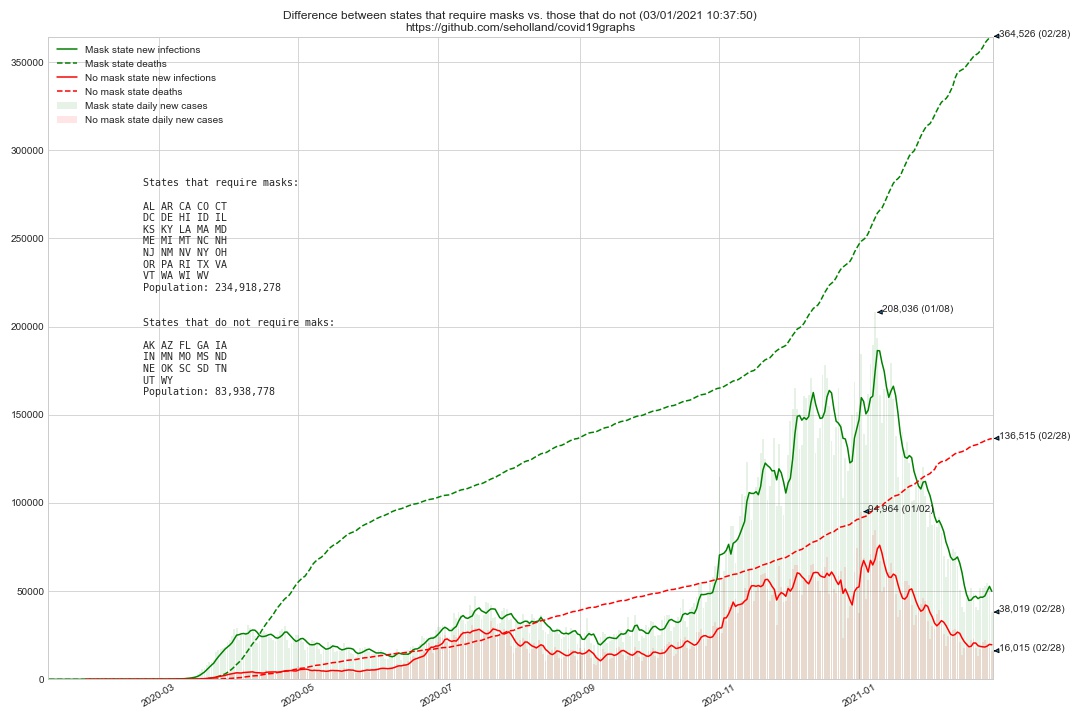 Difference between states that require masks vs. those that do not (03/01/2021 10:37:50)
https://github.com/seholland/covid19graphs
364,526 (02/28)
Mask state new infections
Mask state deaths
No mask state new infections
No mask state deaths
Mask state daily new cases
No mask state daily new cases
350000
300000
250000
200000
150000
100000
50000
0
States that require masks:
AL AR CA CO CT
DC DE HI ID IL
KS KY LA MA MD
ME MI MT NC NH
NJ NM NV NY OH
OR PA RI TX VA
VT WA WI WV
Population: 234,918,278
States that do not require maks:
AK AZ FL GA IA
IN MN MO MS ND
NE OK SC SD TN
UT WY
Population: 83,938,778
208,036 (01/08)
136,515 (02/28)
94,964 (01/02)
38,019 (02/28)
16,015 (02/28)
2020-03
2020-05
2020-07
2020-09
2020-11
2021-01